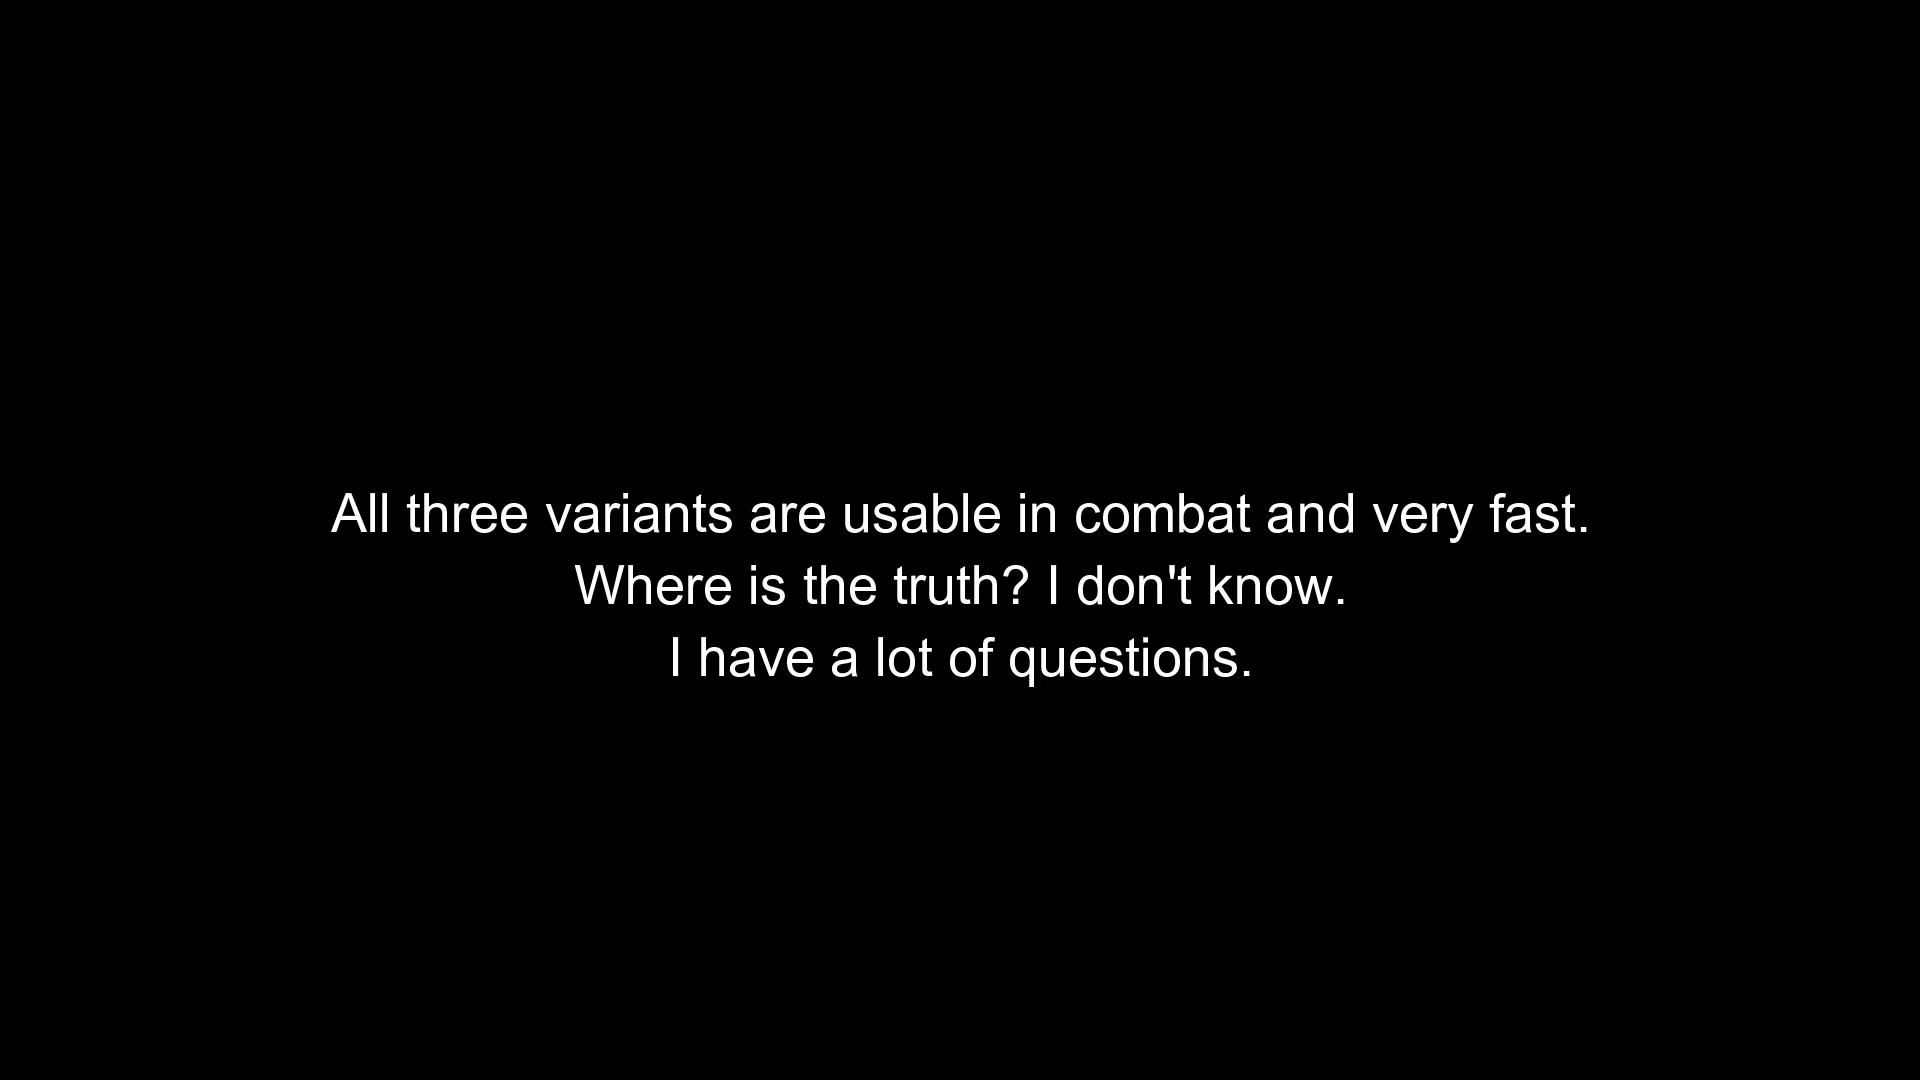 All three variants are usable in combat and very fast.
Where is the truth? I don't know.
I have a lot of questions.